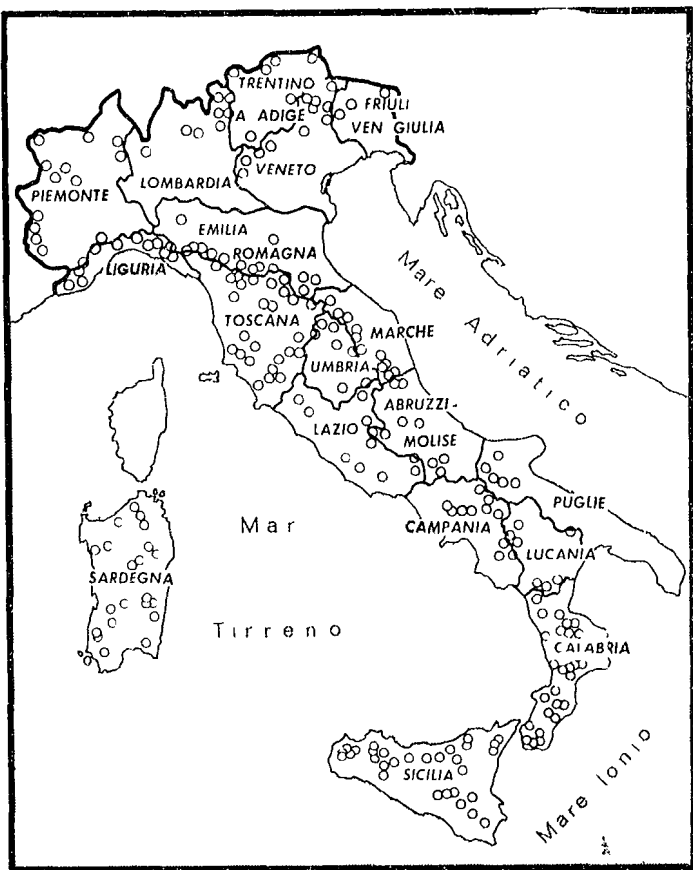 TRENTINO
A ADIGE
FRIULI
VEN GIULIA
VENETO
LOMBARDIA
PIEMONTE
EMILIA
ROMAGNA
LIGURIA
TOSCANA
MARCHE
UMBRIA
ABRUZZI-
MOLISE
LAZIO
Mare Adriatico
PUGLIE
CAMPANIA
LUCANIA
Mar
Tirreno
SARDEGNA
CALABRIA
SICILIA
Mare Ionio